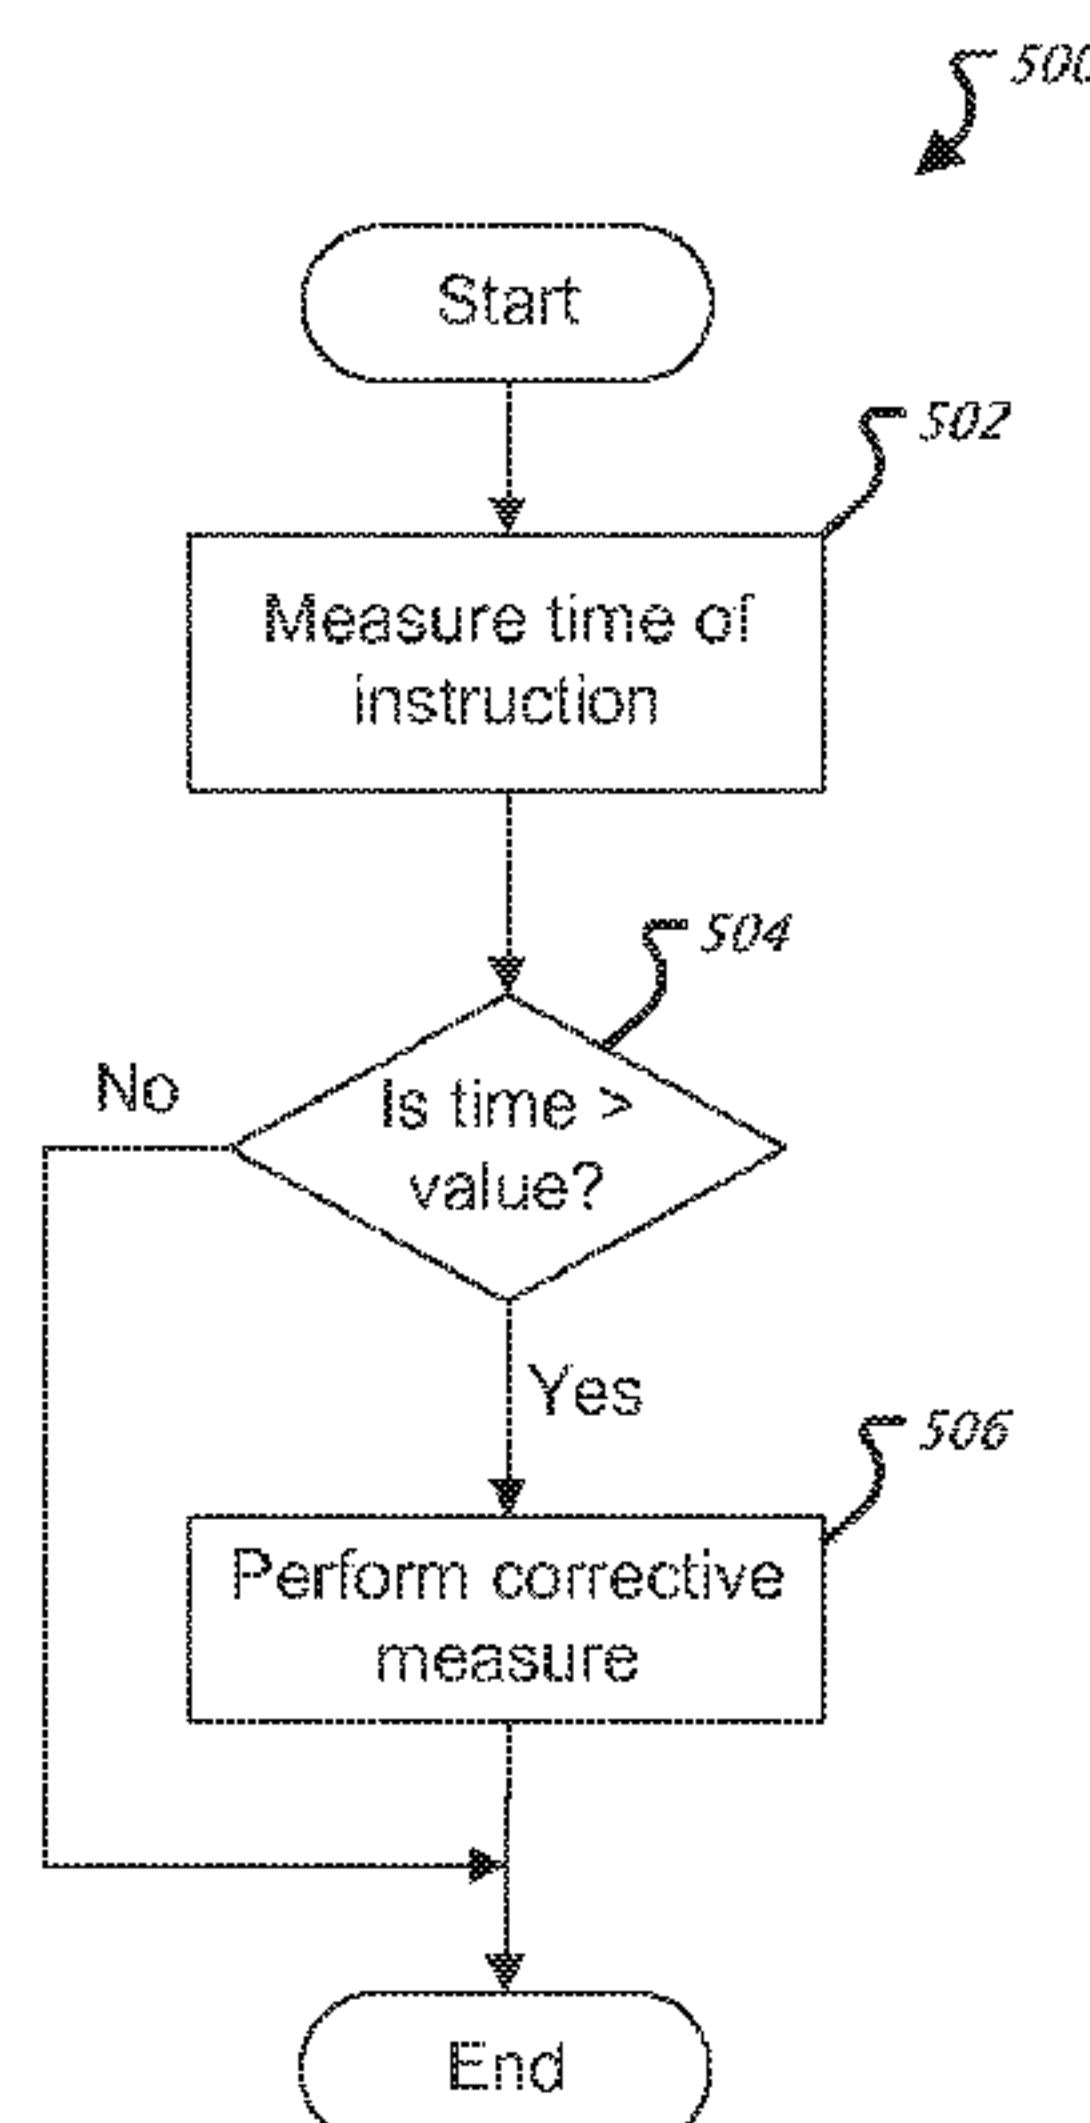 500
Start
502
Measure time of
instruction
504
No
Is time >
value?
Yes
506
Perform corrective
measure
End